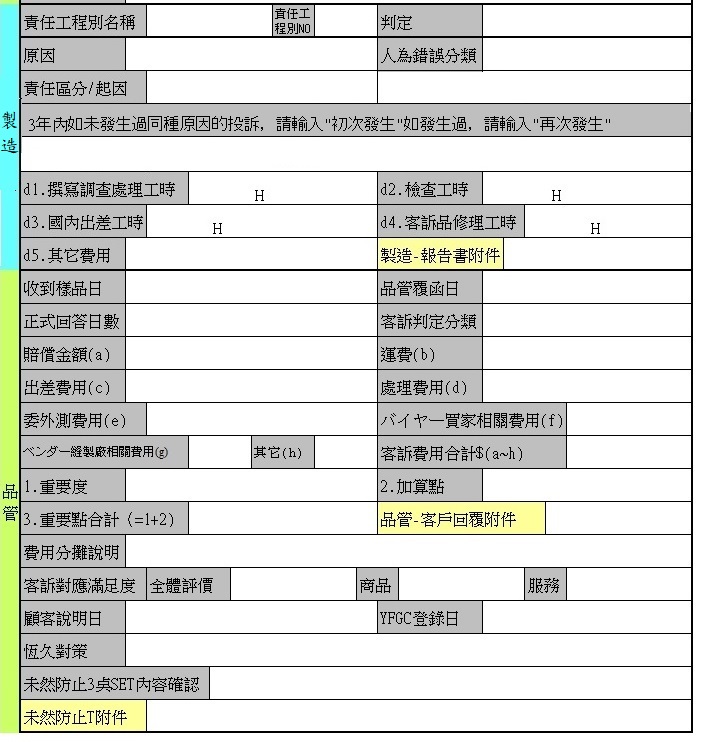 責任工程別名稱 責任工程別NO 判定
原因 人為錯誤分類
責任區分/起因
製造
3年內如未發生過同種原因的投訴，請輸入"初次發生"如發生過，請輸入"再次發生"
d1.撰寫調查處理工時 H d2.檢查工時 H
d3.國內出差工時 H d4.客訴品修理工時 H
d5.其它費用 製造-報告書附件
收到樣品日 品管覆函日
正式回答日數 客訴判定分類
賠償金額(a) 運費(b)
出差費用(c) 處理費用(d)
委外測費用(e) バイヤー買家相關費用(f)
ベンダー縫製廠相關費用(g) 其它(h) 客訴費用合計$(a~h)
品管
1.重要度 2.加算點
3.重要點合計 (=1+2) 品管-客戶回覆附件
費用分攤說明
客訴對應滿足度 全體評價 商品 服務
顧客說明日 YFGC登錄日
恆久對策
未然防止3奌SET內容確認
未然防止T附件